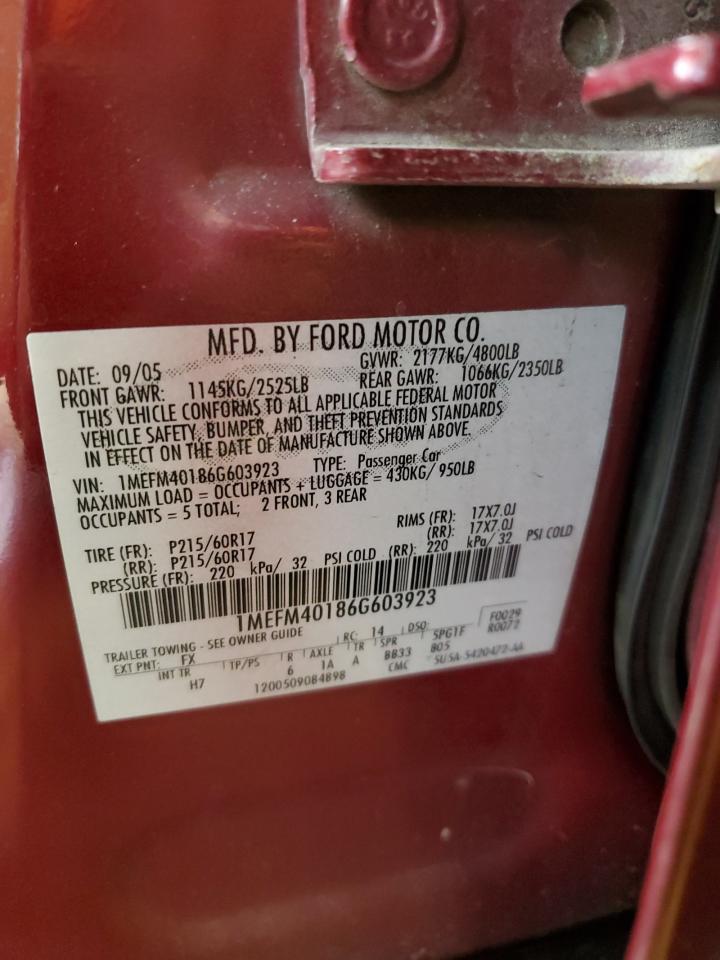 MFD. BY FORD MOTOR CO.
DATE: 09/05 GVWR: 2177KG/4800LB
FRONT GAWR: 1145KG/2525LB REAR GAWR: 1066KG/2350LB
THIS VEHICLE CONFORMS TO ALL APPLICABLE FEDERAL MOTOR
VEHICLE SAFETY, BUMPER, AND THEFT PREVENTION STANDARDS
IN EFFECT ON THE DATE OF MANUFACTURE SHOWN ABOVE.
VIN: 1MEFM40186G603923 TYPE: Passenger Car
MAXIMUM LOAD = OCCUPANTS + LUGGAGE = 430KG/ 950LB
OCCUPANTS = 5 TOTAL; 2 FRONT, 3 REAR
TIRE (FR): P215/60R17 RIMS (FR): 17X7.0J
(RR): P215/60R17 (RR): 17X7.0J
PRESSURE (FR): 220 kPa/ 32 PSI COLD (RR): 220 kPa/ 32 PSI COLD
1MEFM40186G603923
F0029
R0072
TRAILER TOWING - SEE OWNER GUIDE RC: 14 DSO:
EXT PNT: FX INT TR TP/PS R AXLE TR SPR 5PG1F
H7 6 1A A BB33 B05
1200509084898 CMC 5U5A-5420472-AA